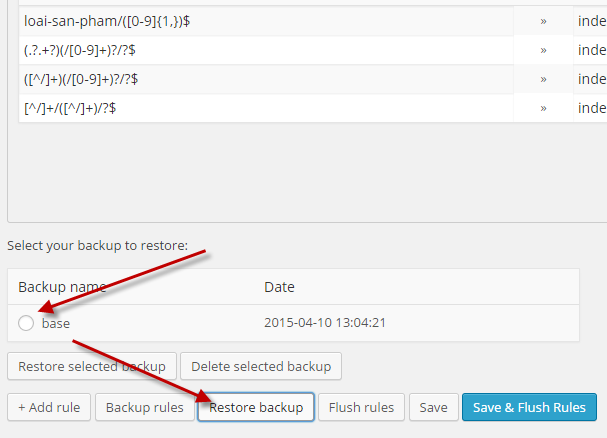 loai-san-pham/([0-9]{1,})$ » inde
(.?.+?)(/[0-9]+)?/?$ » inde
([^/]+)(/[0-9]+)?/?$ » inde
[^/]+/([^/]+)/?$ » inde
Select your backup to restore:
Backup name Date
base 2015-04-10 13:04:21
Restore selected backup Delete selected backup
+ Add rule Backup rules Restore backup Flush rules Save Save & Flush Rules